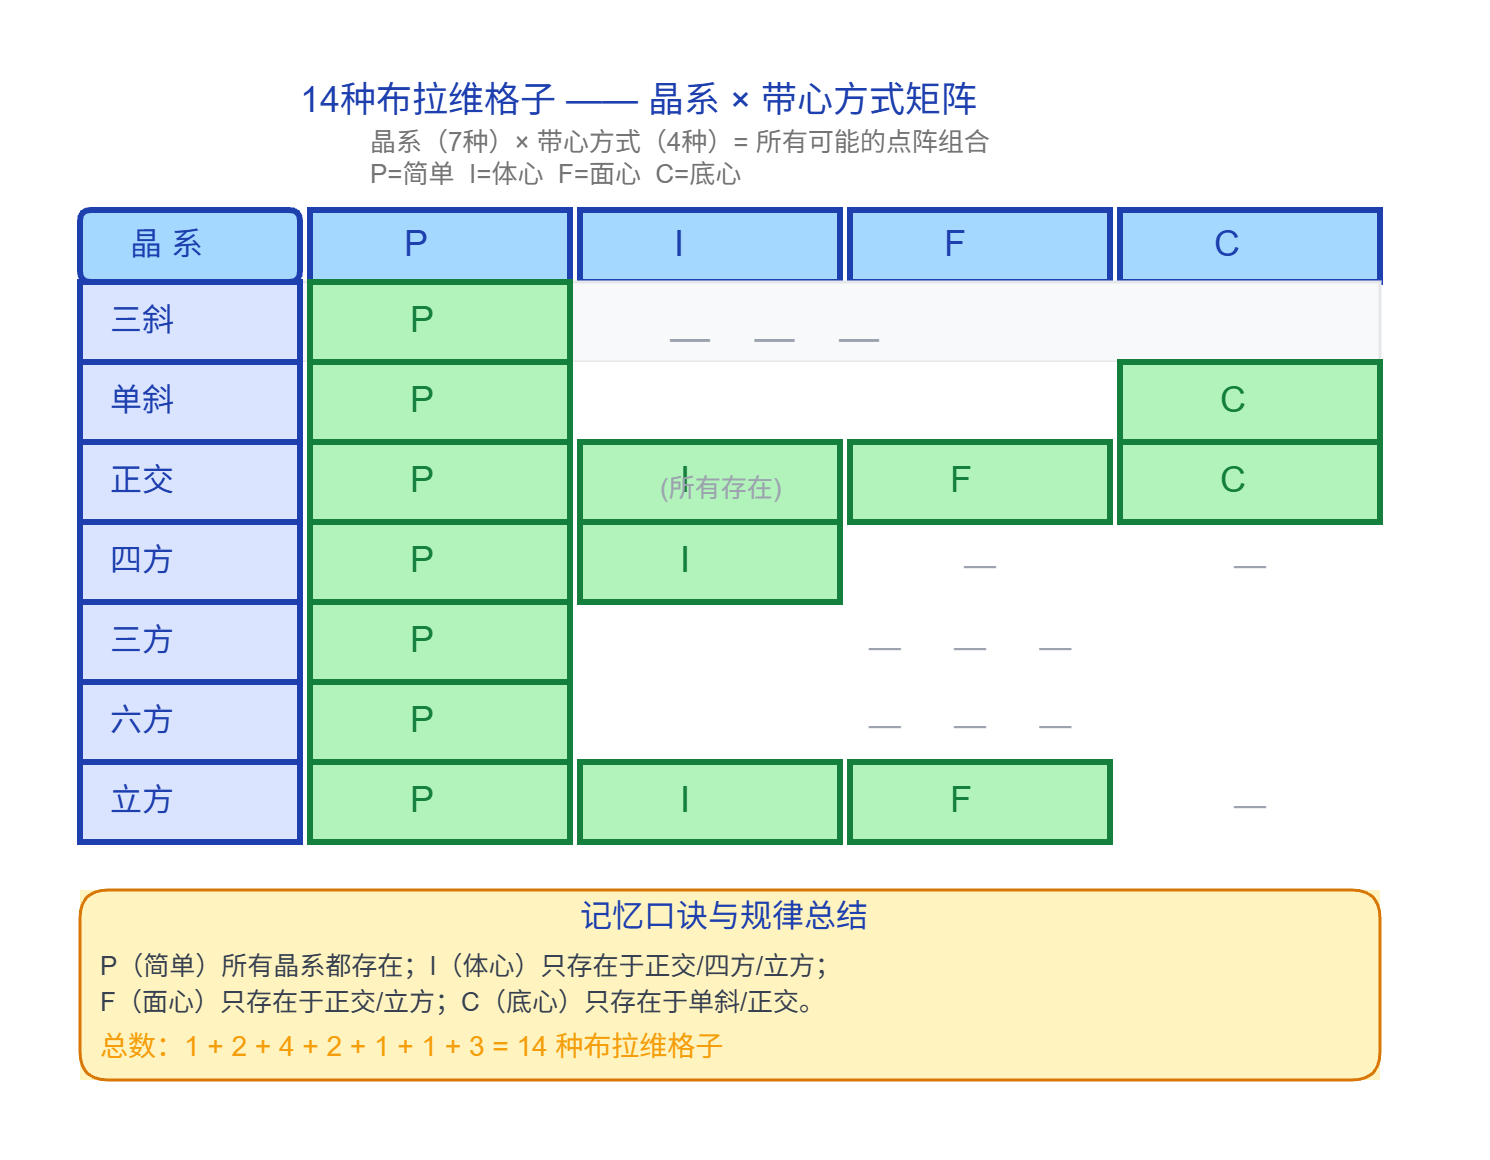 14种布拉维格子 —— 晶系 × 带心方式矩阵
晶系（7种）× 带心方式（4种）= 所有可能的点阵组合
P=简单 I=体心 F=面心 C=底心
晶 系 P I F C
三斜 P — — —
单斜 P C
正交 P I (所有存在) F C
四方 P I — —
三方 P — — —
六方 P — — —
立方 P I F —
记忆口诀与规律总结
P（简单）所有晶系都存在；I（体心）只存在于正交/四方/立方；
F（面心）只存在于正交/立方；C（底心）只存在于单斜/正交。
总数：1 + 2 + 4 + 2 + 1 + 1 + 3 = 14 种布拉维格子